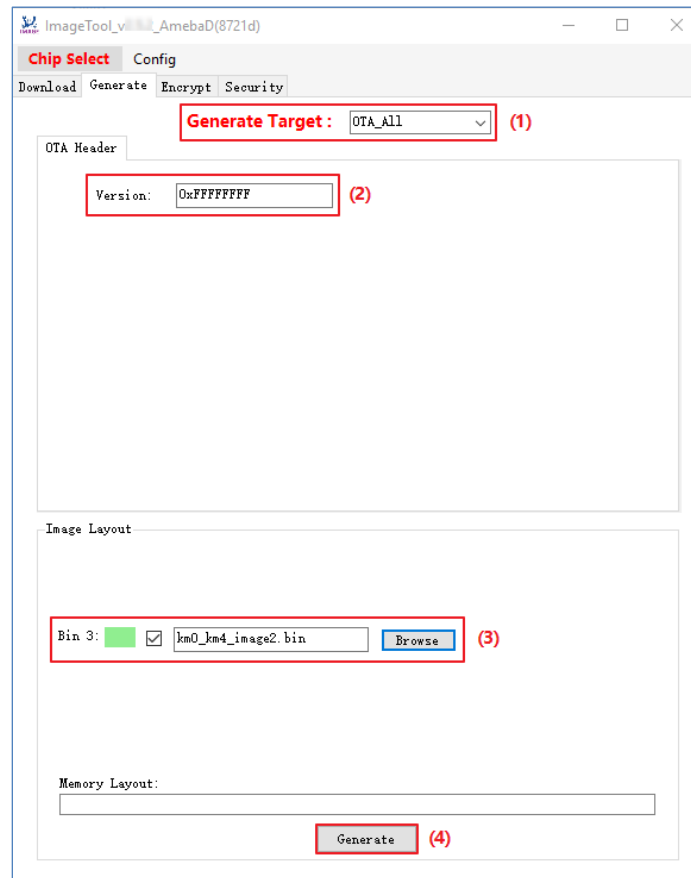 ImageTool_v _AmebaD(8721d)
Chip Select Config
Download Generate Encrypt Security
Generate Target : OTA_All (1)
OTA Header
Version: 0xFFFFFFFF (2)
Image Layout
Bin 3: km0_km4_image2.bin Browse (3)
Memory Layout:
Generate (4)